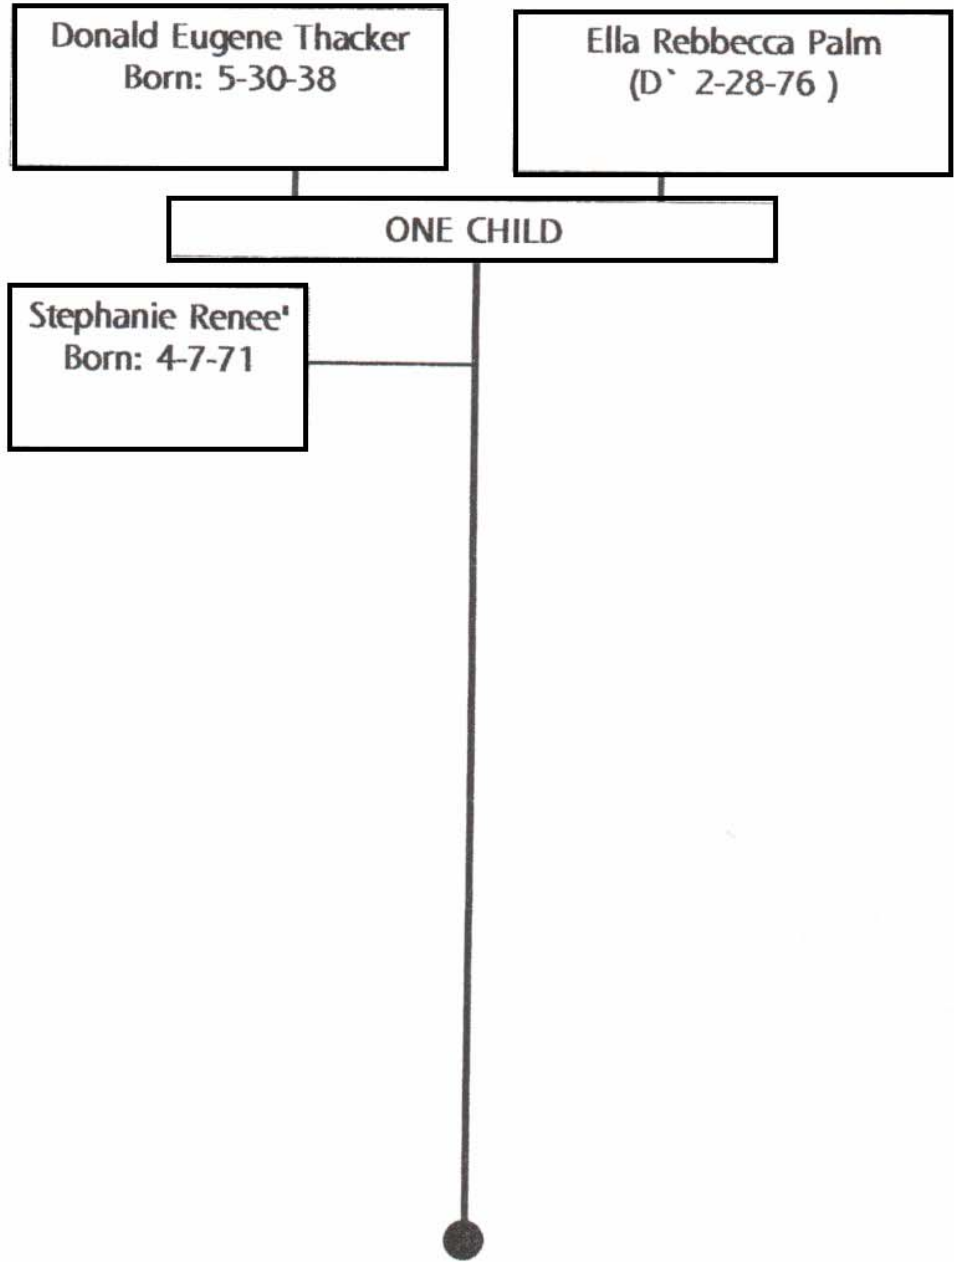 Donald Eugene Thacker
Born: 5-30-38
Ella Rebbecca Palm
(D` 2-28-76 )
ONE CHILD
Stephanie Renee'
Born: 4-7-71